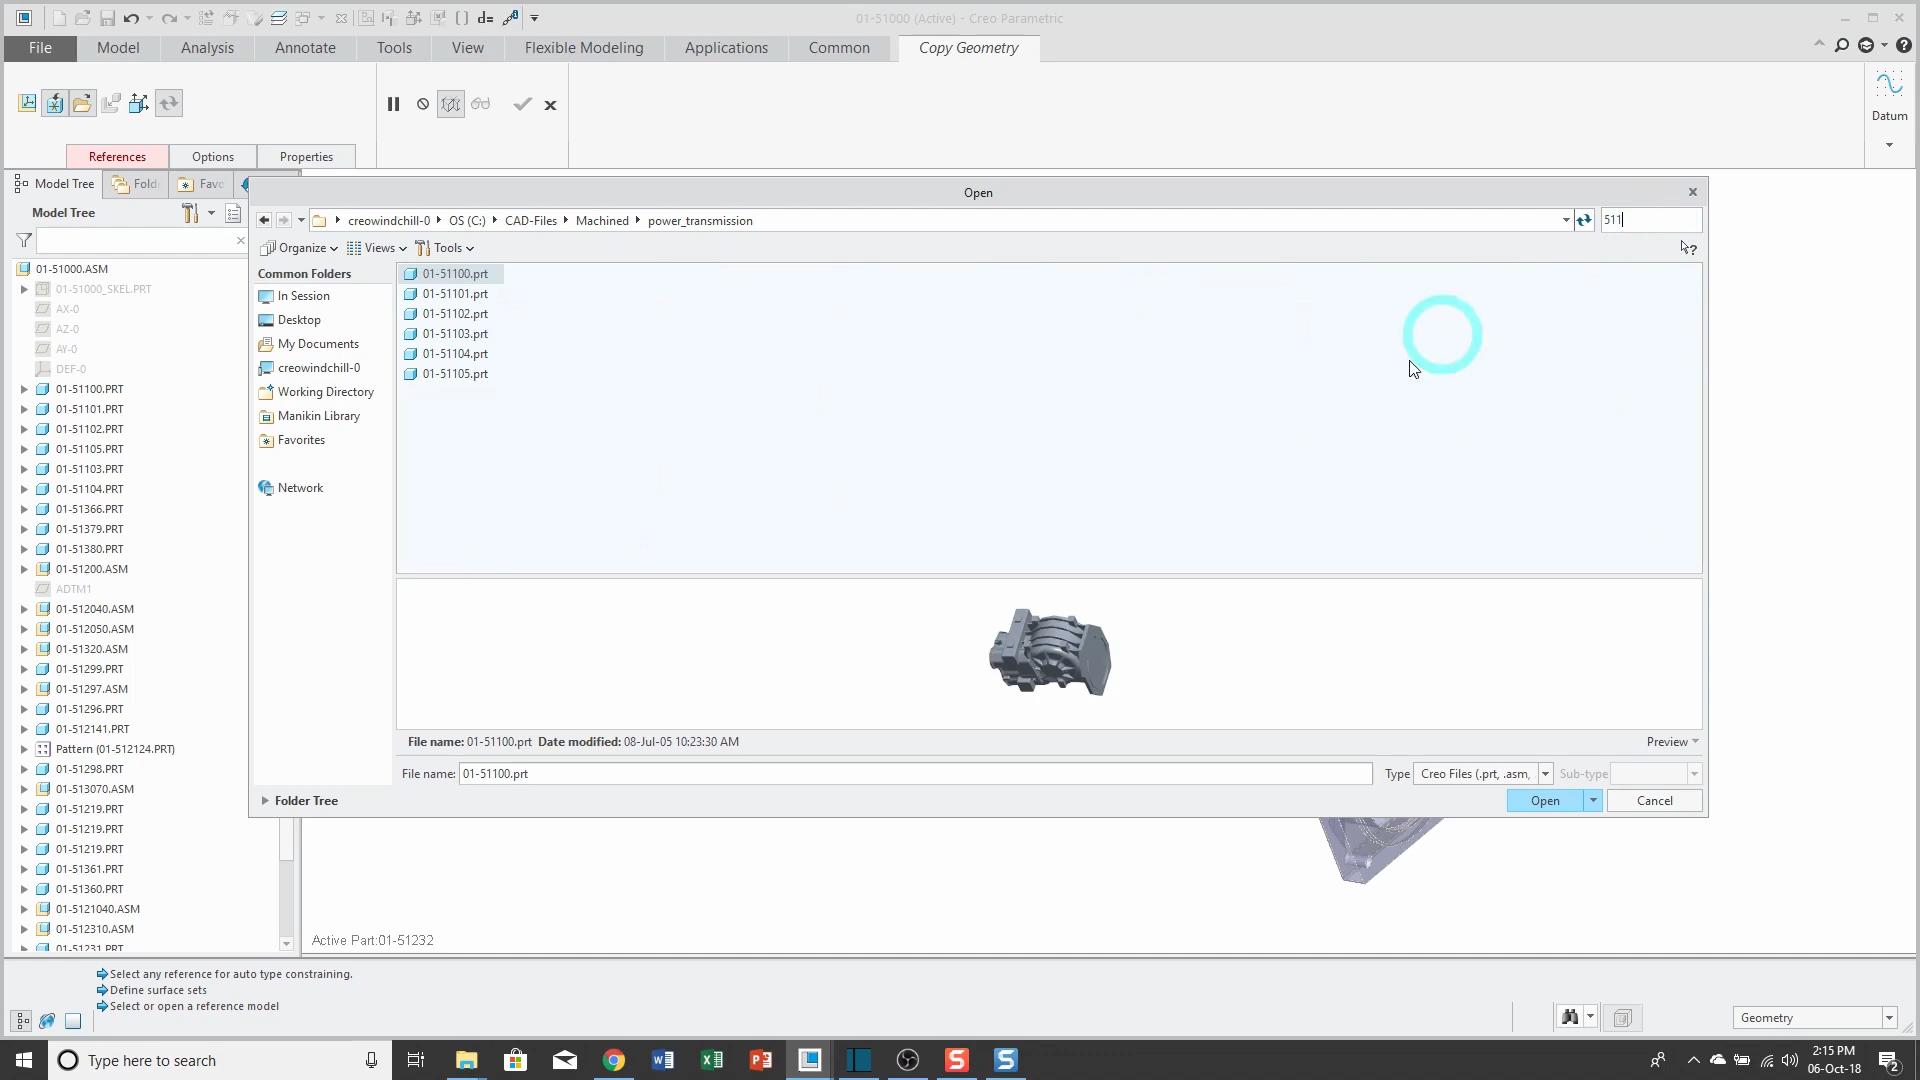 01-51000 (Active) - Creo Parametric
File
Model
Analysis
Annotate
Tools
View
Flexible Modeling
Applications
Common
Copy Geometry
Datum
References
Options
Properties
Model Tree
Fold
Favo
Model Tree
Open
creowindchill-0
OS (C:)
CAD-Files
Machined
power_transmission
511
Organize
Views
Tools
Common Folders
In Session
Desktop
My Documents
creowindchill-0
Working Directory
Manikin Library
Favorites
Network
01-51100.prt
01-51101.prt
01-51102.prt
01-51103.prt
01-51104.prt
01-51105.prt
File name: 01-51100.prt Date modified: 08-Jul-05 10:23:30 AM
Preview
File name: 01-51100.prt
Type Creo Files (.prt, .asm,
Sub-type
Folder Tree
Open
Cancel
01-51000.ASM
01-51000_SKEL.PRT
AX-0
AZ-0
AY-0
DEF-0
01-51100.PRT
01-51101.PRT
01-51102.PRT
01-51105.PRT
01-51103.PRT
01-51104.PRT
01-51366.PRT
01-51379.PRT
01-51380.PRT
01-51200.ASM
ADTM1
01-512040.ASM
01-512050.ASM
01-51320.ASM
01-51299.PRT
01-51297.ASM
01-51296.PRT
01-512141.PRT
Pattern (01-512124.PRT)
01-51298.PRT
01-513070.ASM
01-51219.PRT
01-51219.PRT
01-51219.PRT
01-51361.PRT
01-51360.PRT
01-5121040.ASM
01-512310.ASM
01-51231.PRT
Active Part:01-51232
Select any reference for auto type constraining.
Define surface sets
Select or open a reference model
Geometry
Type here to search
2:15 PM
06-Oct-18
2